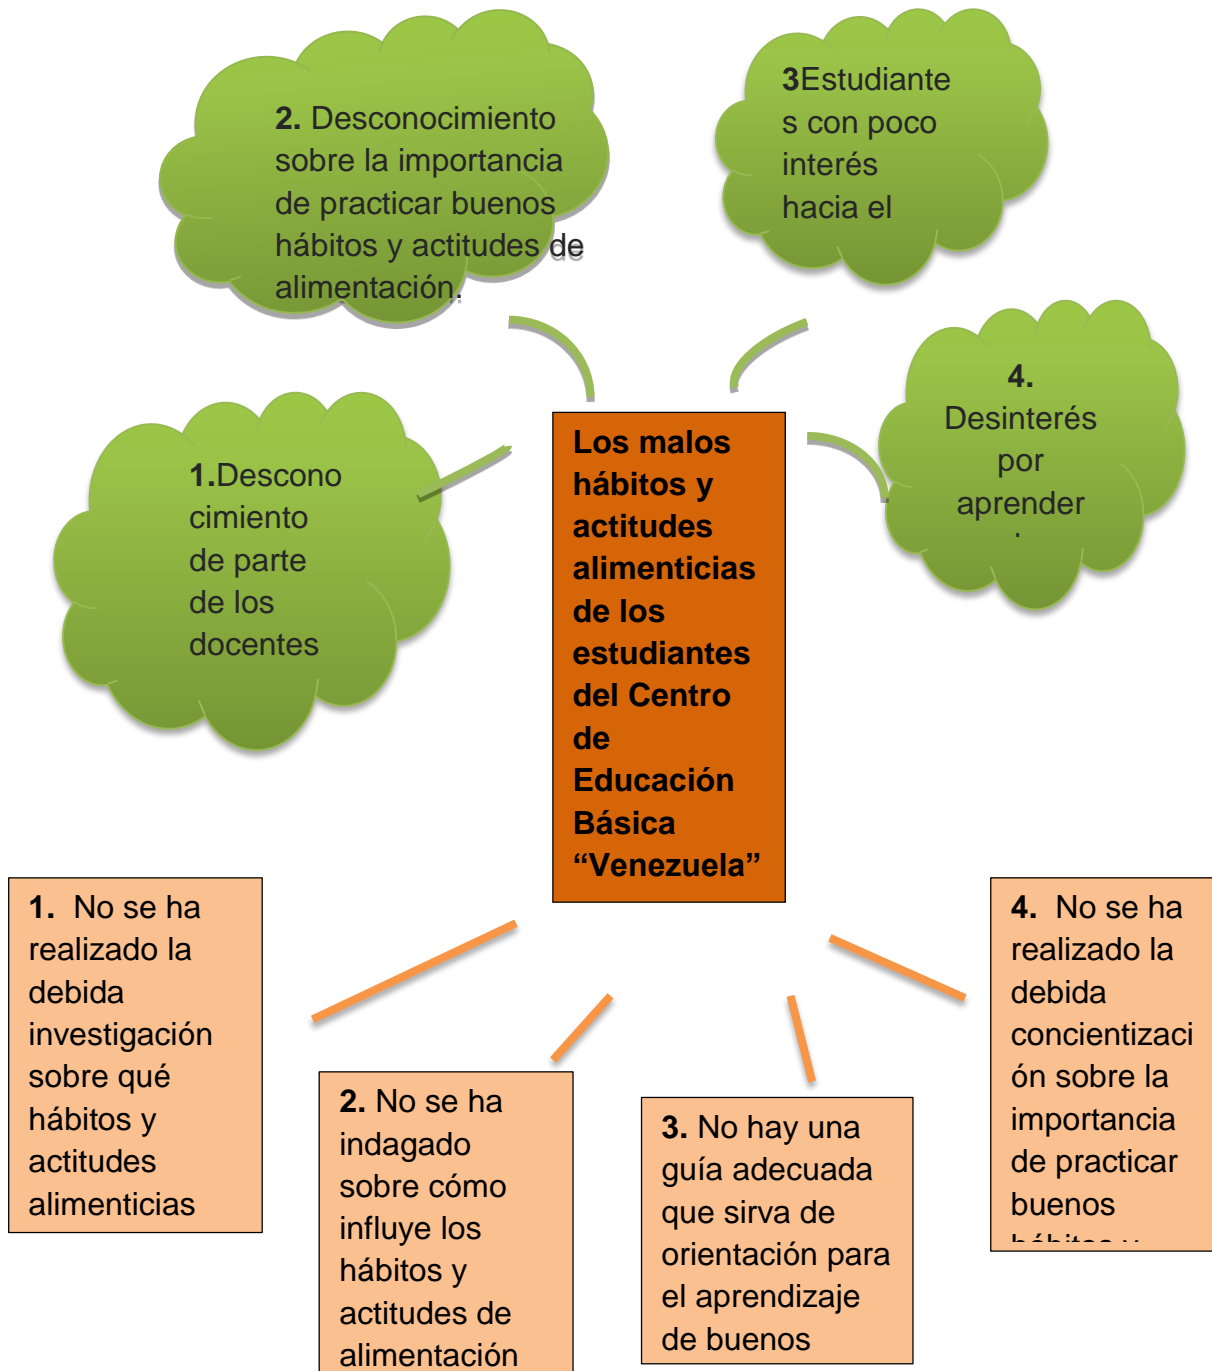 2. Desconocimiento
sobre la importancia
de practicar buenos
hábitos y actitudes de
alimentación.
3Estudiante
s con poco
interés
hacia el
4.
Desinterés
por
aprender
1.Descono
cimiento
de parte
de los
docentes
Los malos
hábitos y
actitudes
alimenticias
de los
estudiantes
del Centro
de
Educación
Básica
“Venezuela”
1. No se ha
realizado la
debida
investigación
sobre qué
hábitos y
actitudes
alimenticias
2. No se ha
indagado
sobre cómo
influye los
hábitos y
actitudes de
alimentación
3. No hay una
guía adecuada
que sirva de
orientación para
el aprendizaje
de buenos
4. No se ha
realizado la
debida
concientizaci
ón sobre la
importancia
de practicar
buenos
hábitos y